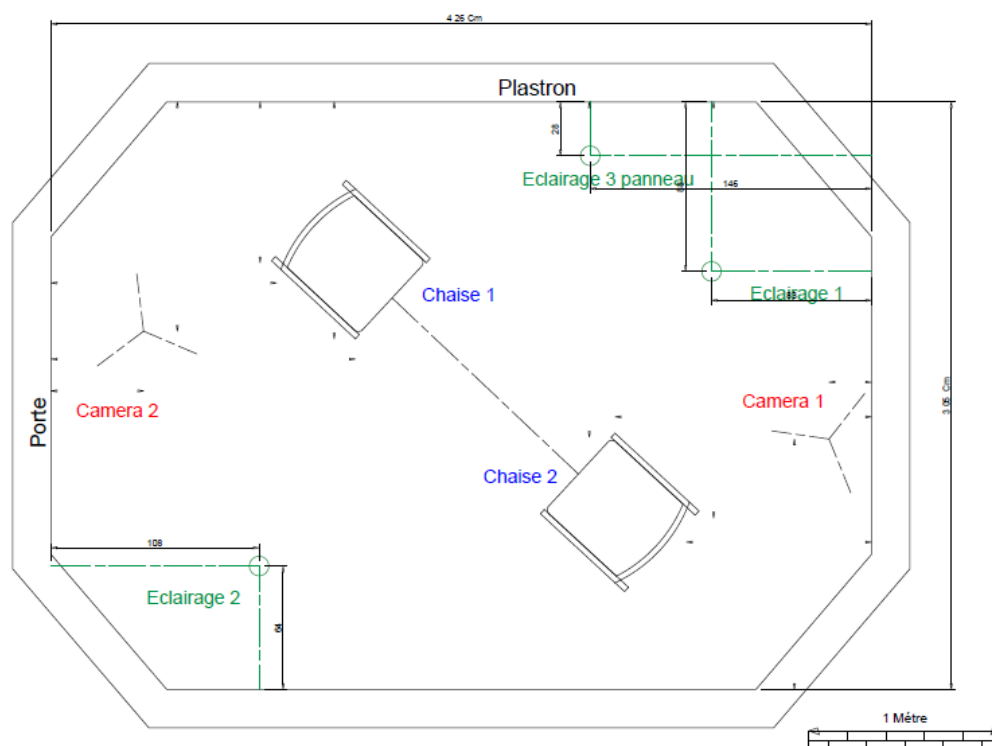 4 26 Cm
Plastron
28
Eclairage 3 panneau
146
Eclairage 1
Chaise 1
Camera 2
Camera 1
3 05 Cm
Porte
Chaise 2
108
Eclairage 2
64
1 Métre